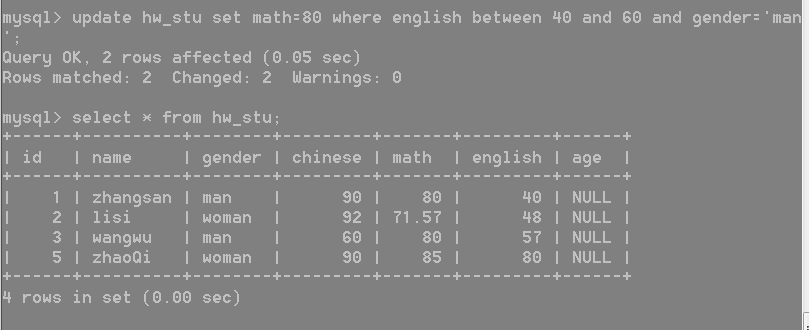 mysql> update hw_stu set math=80 where english between 40 and 60 and gender='man
';
Query OK, 2 rows affected (0.05 sec)
Rows matched: 2  Changed: 2  Warnings: 0

mysql> select * from hw_stu;
+------+----------+--------+---------+-------+---------+------+
| id   | name     | gender | chinese | math  | english | age  |
+------+----------+--------+---------+-------+---------+------+
|    1 | zhangsan | man    |      90 |    80 |      40 | NULL |
|    2 | lisi     | woman  |      92 | 71.57 |      48 | NULL |
|    3 | wangwu   | man    |      60 |    80 |      57 | NULL |
|    5 | zhaoQi   | woman  |      90 |    85 |      80 | NULL |
+------+----------+--------+---------+-------+---------+------+
4 rows in set (0.00 sec)